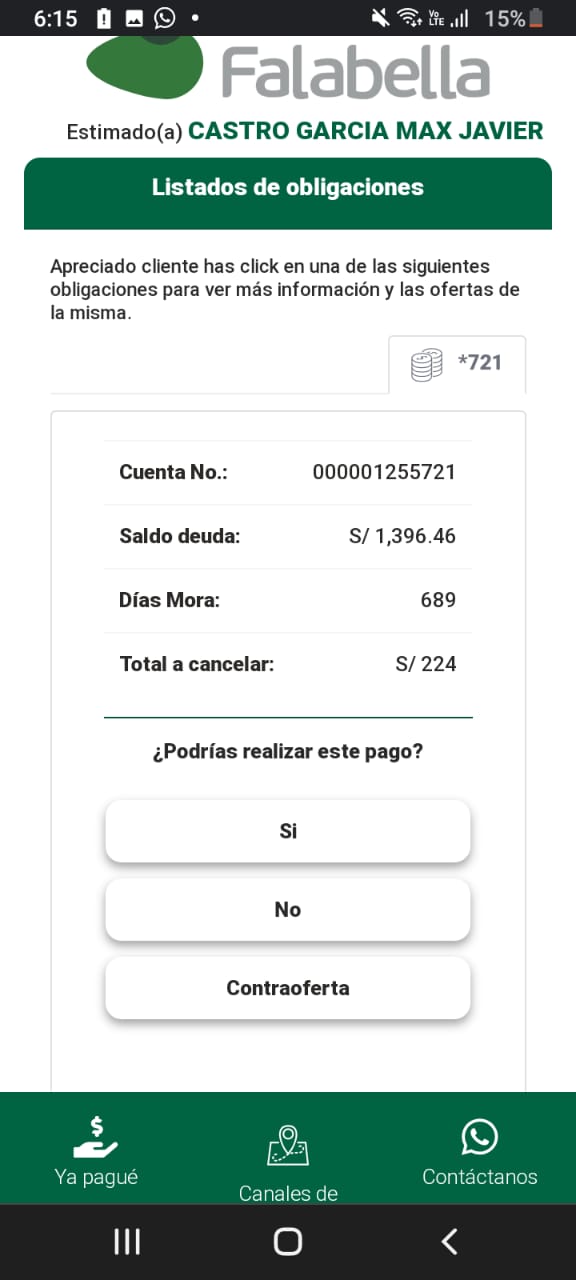 6:15
Vo
LTE
15%
Falabella
Estimado(a) CASTRO GARCIA MAX JAVIER
Listados de obligaciones
Apreciado cliente has click en una de las siguientes
obligaciones para ver más información y las ofertas de
la misma.
*721
Cuenta No.: 000001255721
Saldo deuda: S/ 1,396.46
Días Mora: 689
Total a cancelar: S/ 224
¿Podrías realizar este pago?
Si
No
Contraoferta
Ya pagué
Canales de
Contáctanos